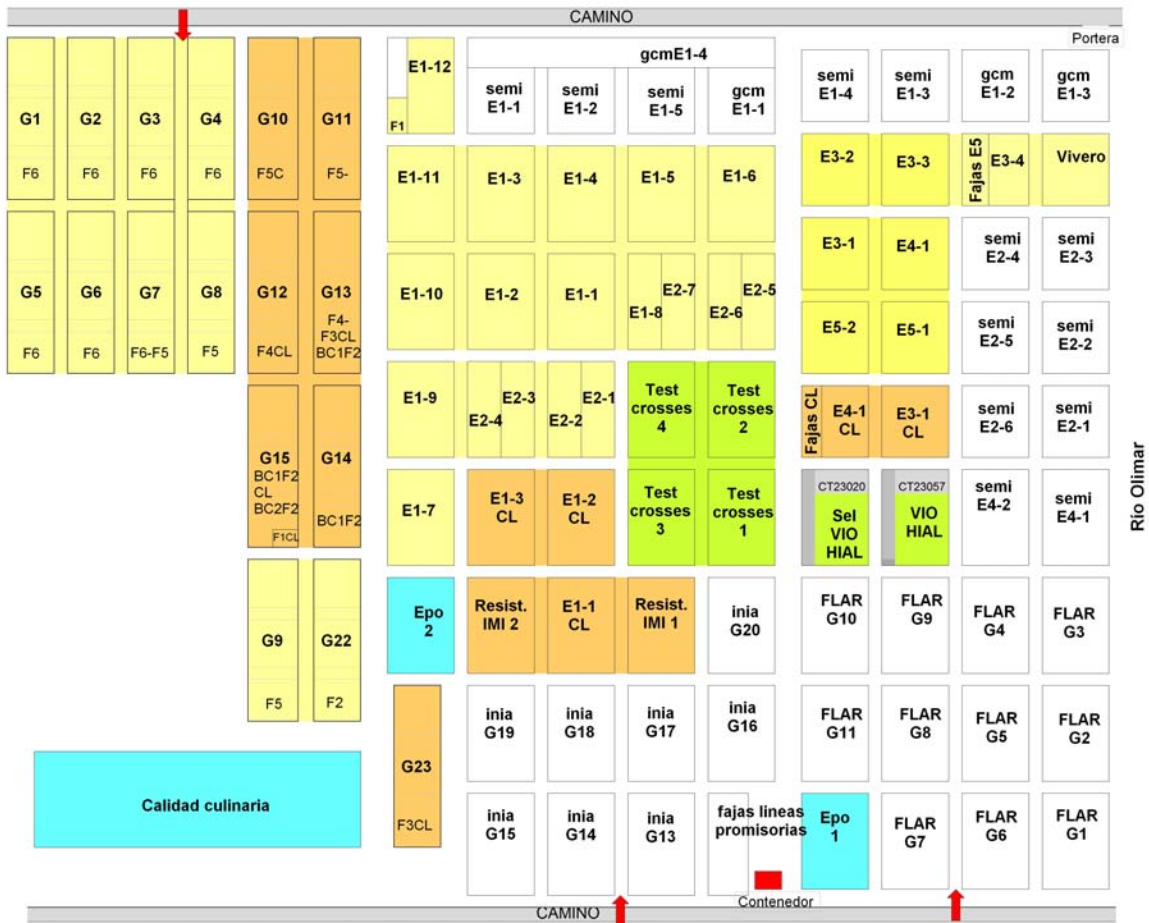 CAMINO
Portera
G1
F6
G2
F6
G3
F6
G4
F6
G10
F5C
G11
F5-
E1-12
F1
gcmE1-4
semi
E1-1
semi
E1-2
semi
E1-5
gcm
E1-1
semi
E1-4
semi
E1-3
gcm
E1-2
gcm
E1-3
E1-11
E1-3
E1-4
E1-5
E1-6
E3-2
E3-3
Fajas E5
E3-4
Vivero
G5
F6
G6
F6
G7
F6-F5
G8
F5
G12
F4CL
G13
F4-
F3CL
BC1F2
E1-10
E1-2
E1-1
E1-8
E2-7
E2-6
E2-5
E3-1
E4-1
semi
E2-4
semi
E2-3
E5-2
E5-1
semi
E2-5
semi
E2-2
G15
BC1F2
CL
BC2F2
F1CL
G14
BC1F2
E1-9
E2-4
E2-3
E2-2
E2-1
Test
crosses
4
Test
crosses
2
Fajas CL
E4-1
CL
E3-1
CL
semi
E2-6
semi
E2-1
E1-7
E1-3
CL
E1-2
CL
Test
crosses
3
Test
crosses
1
CT23020
Sel
VIO
HIAL
CT23057
VIO
HIAL
semi
E4-2
semi
E4-1
Río Olimar
G9
F5
G22
F2
Epo
2
Resist.
IMI 2
E1-1
CL
Resist.
IMI 1
inia
G20
FLAR
G10
FLAR
G9
FLAR
G4
FLAR
G3
G23
F3CL
inia
G19
inia
G18
inia
G17
inia
G16
FLAR
G11
FLAR
G8
FLAR
G5
FLAR
G2
Calidad culinaria
inia
G15
inia
G14
inia
G13
fajas lineas
promisorias
Epo
1
FLAR
G7
FLAR
G6
FLAR
G1
Contenedor
CAMINO